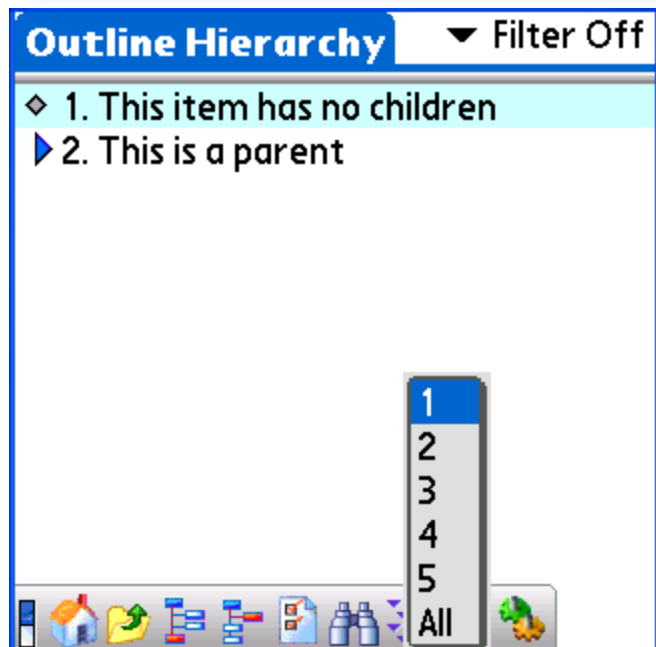 Outline Hierarchy
Filter Off
1. This item has no children
2. This is a parent
1
2
3
4
5
All